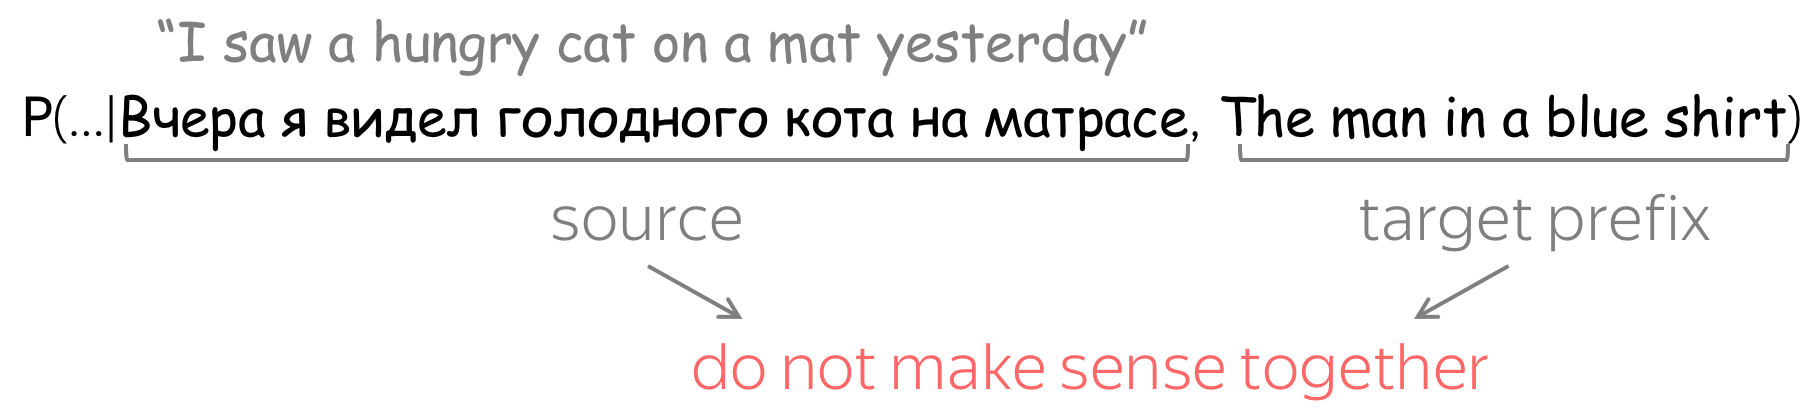 “I saw a hungry cat on a mat yesterday”
P(...|Вчера я видел голодного кота на матрасе, The man in a blue shirt)
source target prefix
do not make sense together